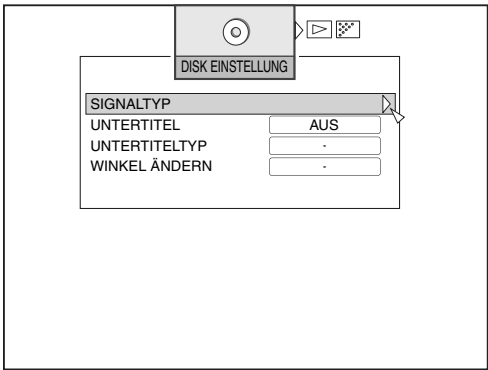 DISK EINSTELLUNG
SIGNALTYP
UNTERTITEL AUS
UNTERTITELTYP -
WINKEL ÄNDERN -